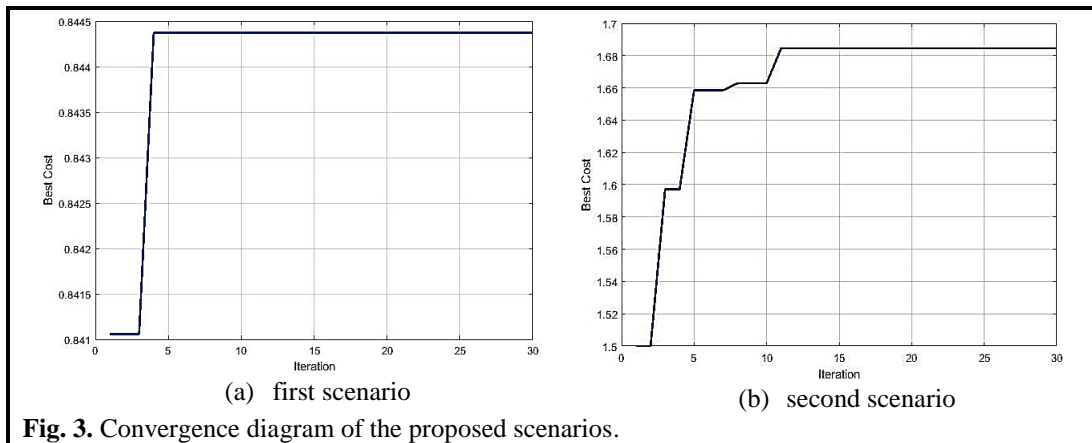 0.8445
0.844
0.8435
0.843
0.8425
0.842
0.8415
0.841
Best Cost
0 5 10 15 20 25 30
Iteration
(a) first scenario
1.7
1.68
1.66
1.64
1.62
1.6
1.58
1.56
1.54
1.52
1.5
Best Cost
0 5 10 15 20 25 30
Iteration
(b) second scenario
Fig. 3. Convergence diagram of the proposed scenarios.